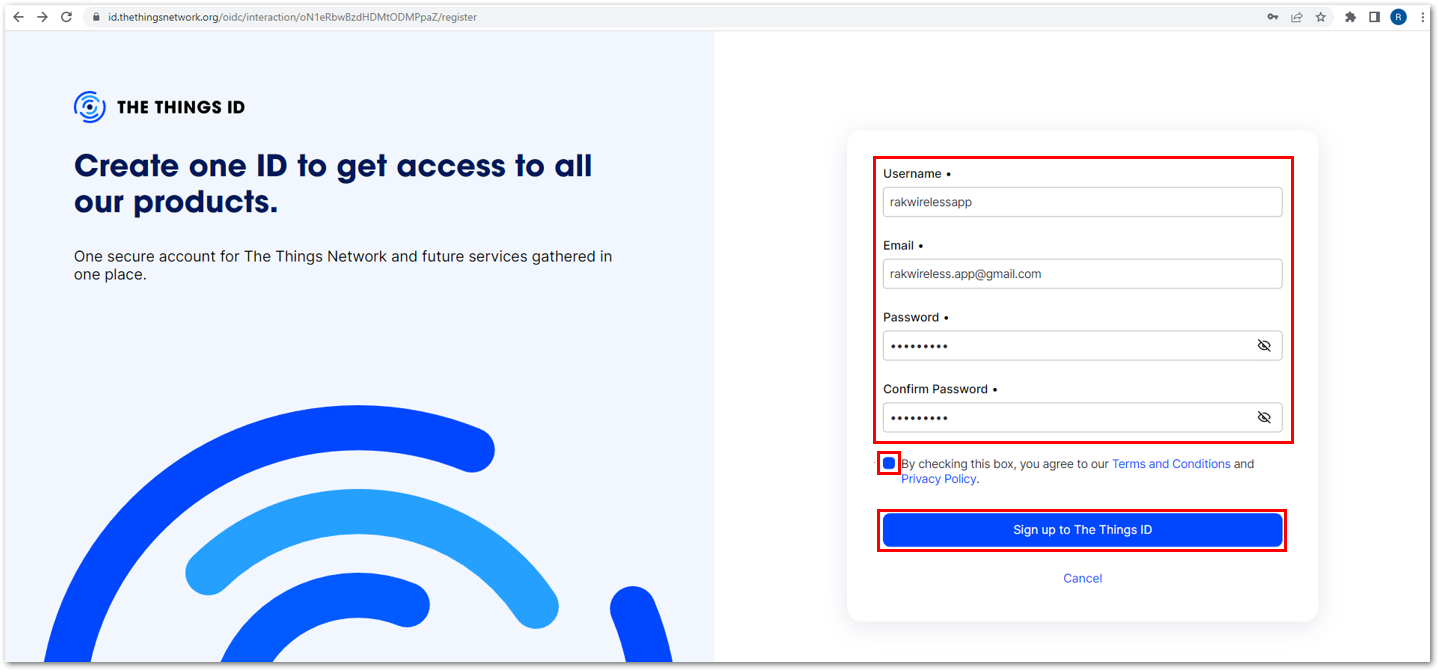 id.thethingsnetwork.org/oidc/interaction/oN1eRbwBzdHDMtODMPpaZ/register
R
THE THINGS ID
Create one ID to get access to all
our products.
One secure account for The Things Network and future services gathered in
one place.
Username •
rakwirelessapp
Email •
rakwireless.app@gmail.com
Password •
•••••••••
Confirm Password •
•••••••••
By checking this box, you agree to our Terms and Conditions and
Privacy Policy.
Sign up to The Things ID
Cancel